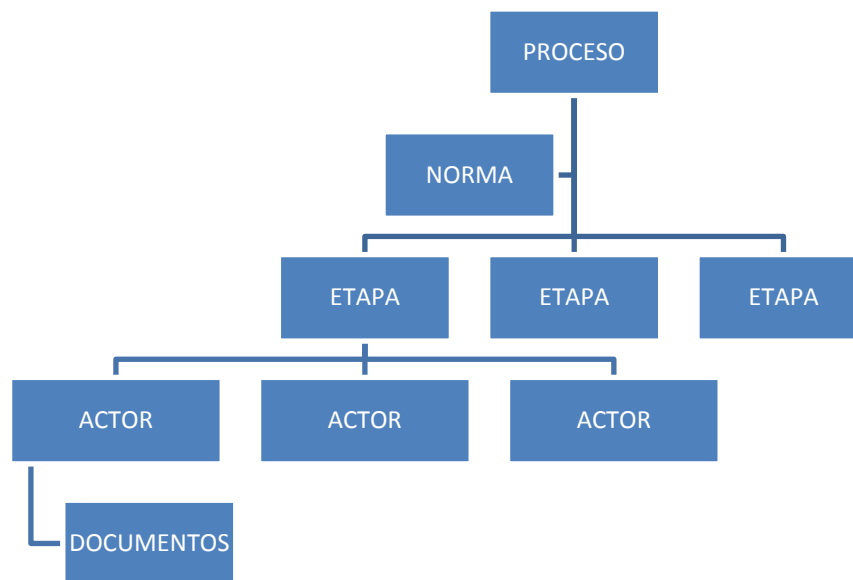 PROCESO
NORMA
ETAPA
ETAPA
ETAPA
ACTOR
ACTOR
ACTOR
DOCUMENTOS